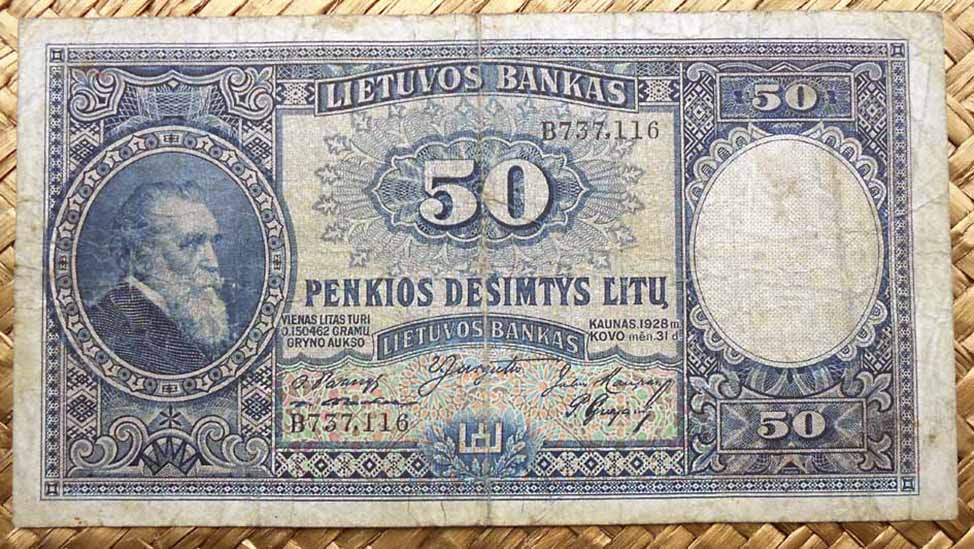 LIETUVOS BANKAS
50
B737,116
50
PENKIOS DEŠIMTYS LITŲ
VIENAS LITAS TURI
0.150462 GRAMU
GRYNO AUKSO
LIETUVOS BANKAS
KAUNAS.1928 m.
KOVO mėn. 31 d.
B737,116
50